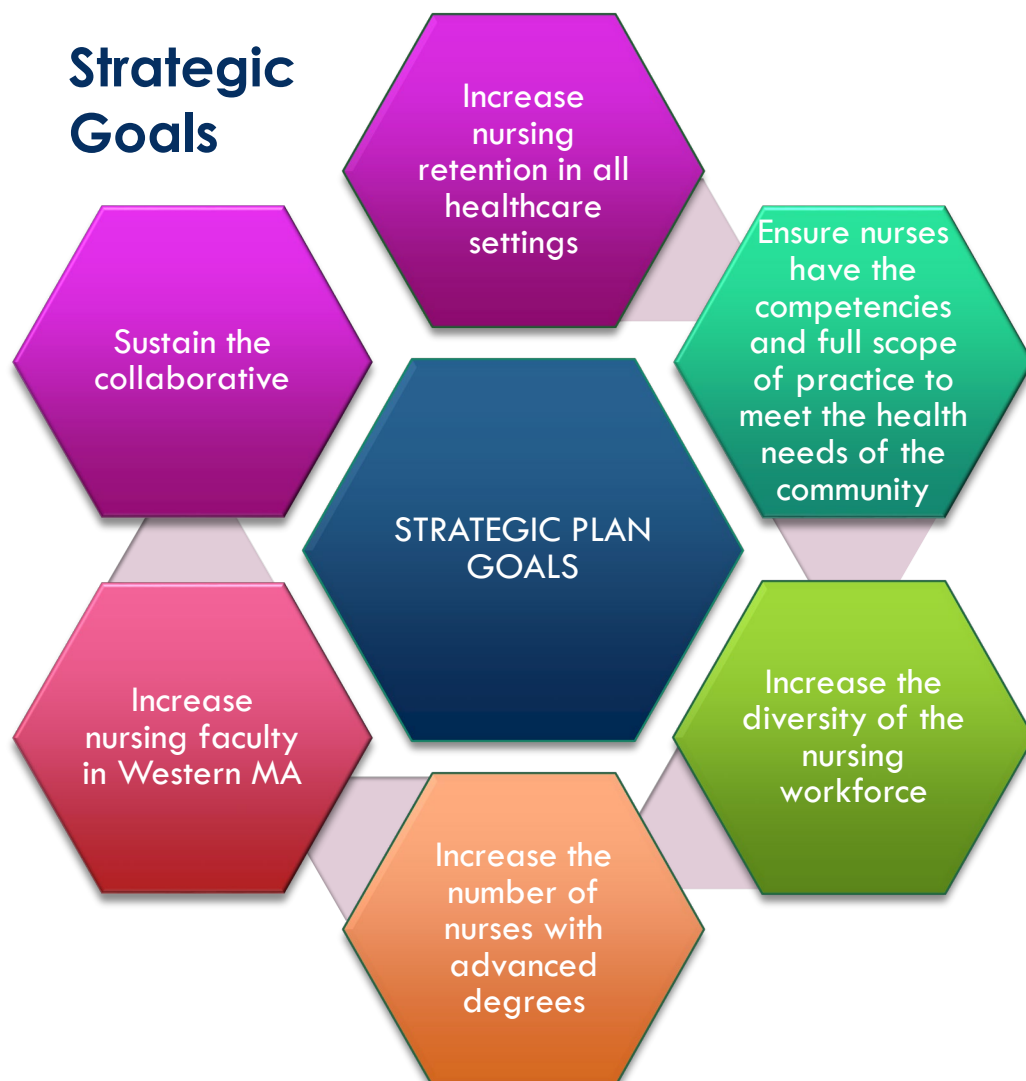 Strategic
Goals
Increase
nursing
retention in all
healthcare
settings
Ensure nurses
have the
competencies
and full scope
of practice to
meet the health
needs of the
community
Increase the
diversity of the
nursing
workforce
Increase the
number of
nurses with
advanced
degrees
Increase
nursing faculty
in Western MA
Sustain the
collaborative
STRATEGIC PLAN
GOALS